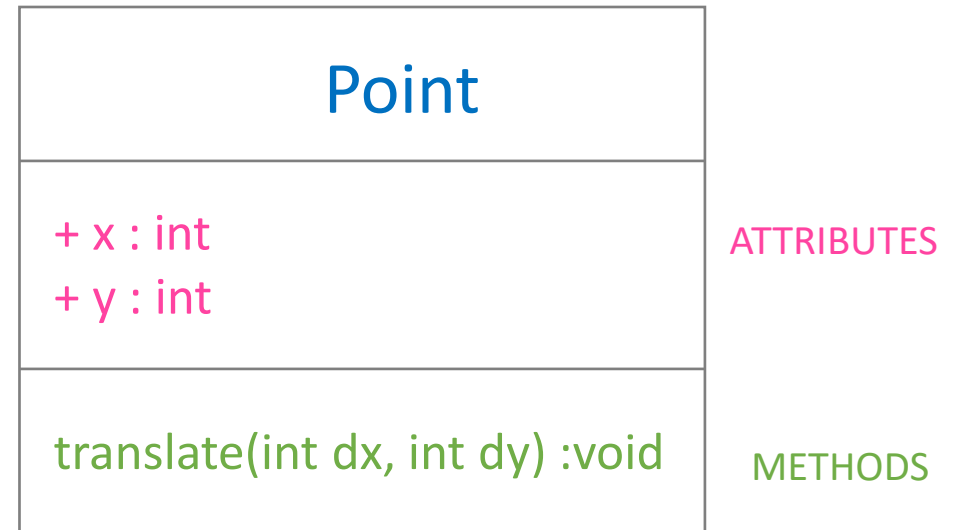 Point
+ x : int
+ y : int
ATTRIBUTES
translate(int dx, int dy) :void
METHODS